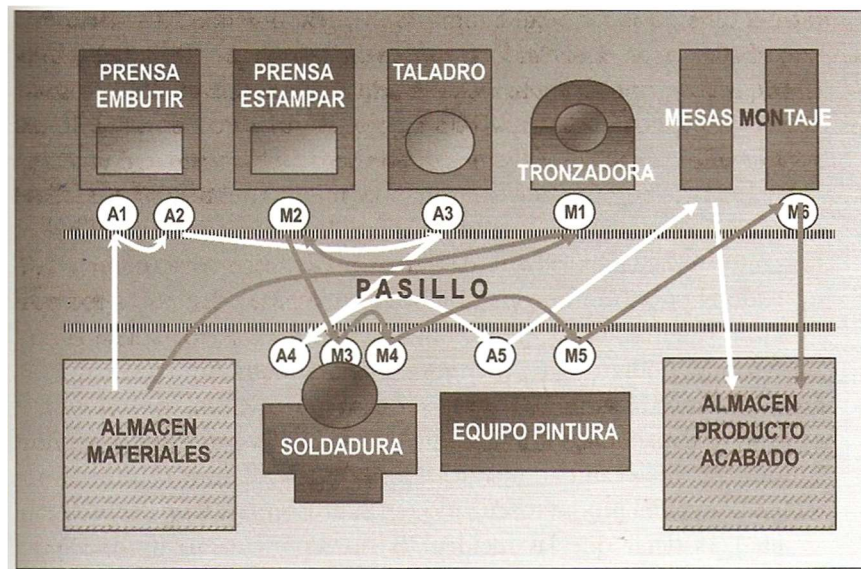 PRENSA
EMBUTIR
PRENSA
ESTAMPAR
TALADRO
TRONZADORA
MESAS MONTAJE
A1
A2
M2
A3
M1
M6
PASILLO
A4
M3
M4
A5
M5
ALMACEN
MATERIALES
SOLDADURA
EQUIPO PINTURA
ALMACEN
PRODUCTO
ACABADO